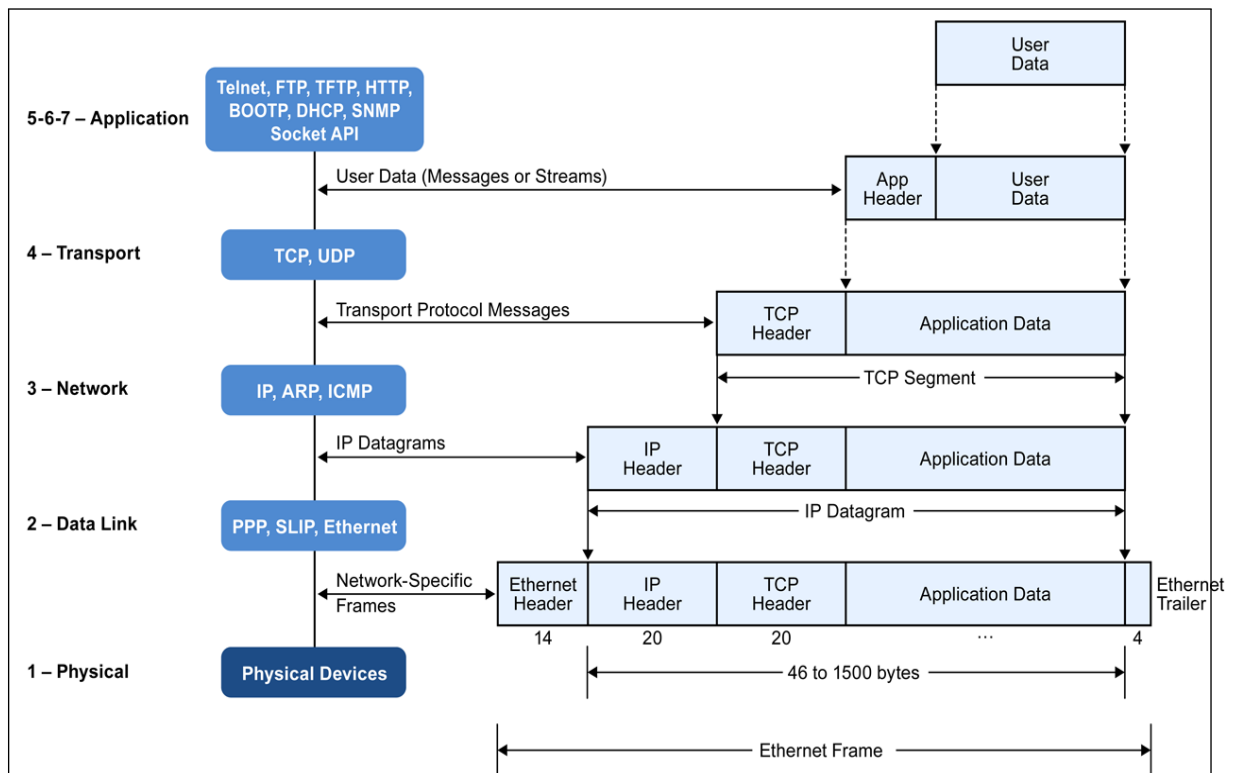 User
Data
Telnet, FTP, TFTP, HTTP,
BOOTP, DHCP, SNMP
Socket API
5-6-7 – Application
User Data (Messages or Streams)
App
Header
User
Data
4 – Transport
TCP, UDP
Transport Protocol Messages
TCP
Header
Application Data
TCP Segment
3 – Network
IP, ARP, ICMP
IP Datagrams
IP
Header
TCP
Header
Application Data
IP Datagram
2 – Data Link
PPP, SLIP, Ethernet
Network-Specific
Frames
Ethernet
Header
IP
Header
TCP
Header
Application Data
Ethernet
Trailer
14
20
20
...
4
1 – Physical
Physical Devices
46 to 1500 bytes
Ethernet Frame